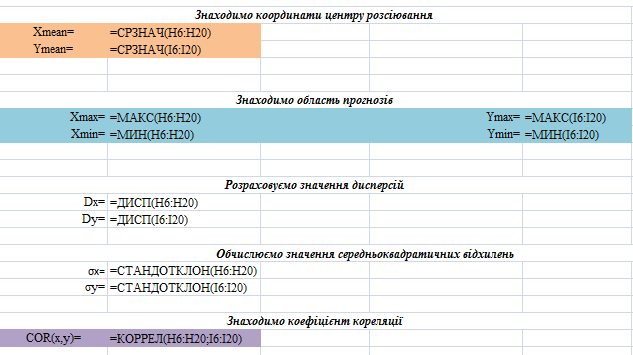 Знаходимо координати центру розсіювання
Xmean= =СРЗНАЧ(H6:H20)
Ymean= =СРЗНАЧ(I6:I20)
Знаходимо область прогнозів
Xmax= =МАКС(H6:H20) Ymax= =МАКС(I6:I20)
Xmin= =МИН(H6:H20) Ymin= =МИН(I6:I20)
Розраховуємо значення дисперсій
Dx= =ДИСП(H6:H20)
Dy= =ДИСП(I6:I20)
Обчислюємо значення середньоквадратичних відхилень
σx= =СТАНДОТКЛОН(H6:H20)
σy= =СТАНДОТКЛОН(I6:I20)
Знаходимо коефіцієнт кореляції
COR(x,y)= =КОРРЕЛ(H6:H20;I6:I20)